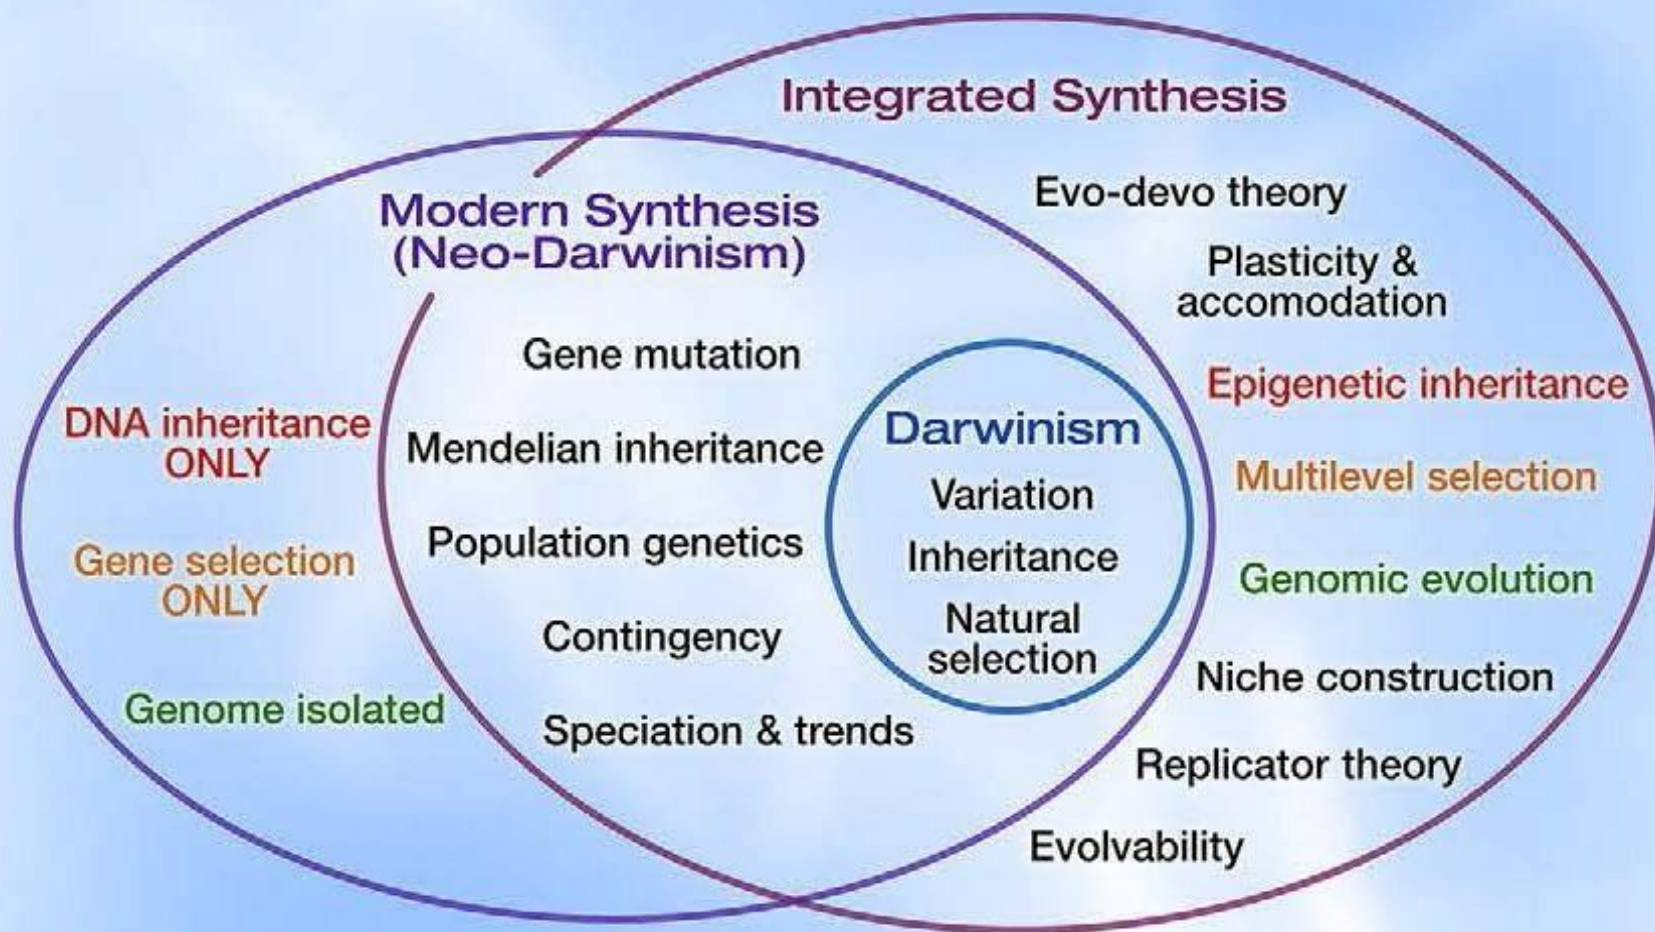 Integrated Synthesis
Modern Synthesis
(Neo-Darwinism)
DNA inheritance
ONLY
Gene selection
ONLY
Genome isolated
Gene mutation
Mendelian inheritance
Population genetics
Contingency
Speciation & trends
Darwinism
Variation
Inheritance
Natural
selection
Evo-devo theory
Plasticity &
accomodation
Epigenetic inheritance
Multilevel selection
Genomic evolution
Niche construction
Replicator theory
Evolvability